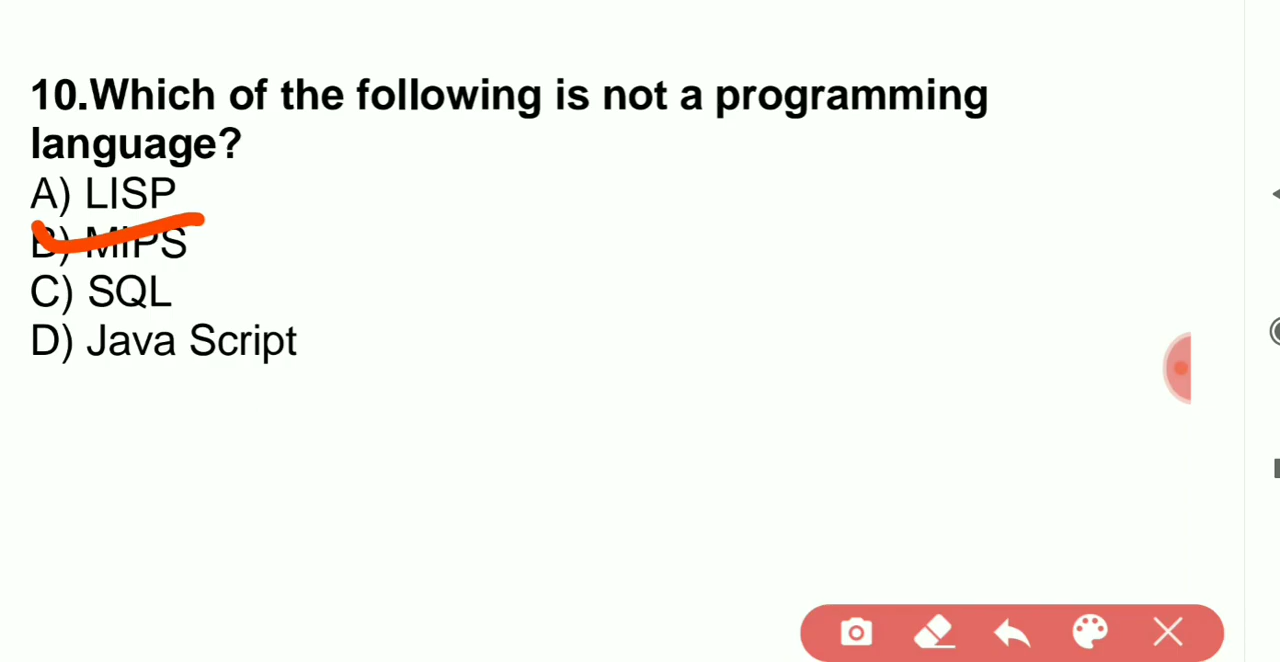 10.Which of the following is not a programming
language?
A) LISP
B) MIPS
C) SQL
D) Java Script